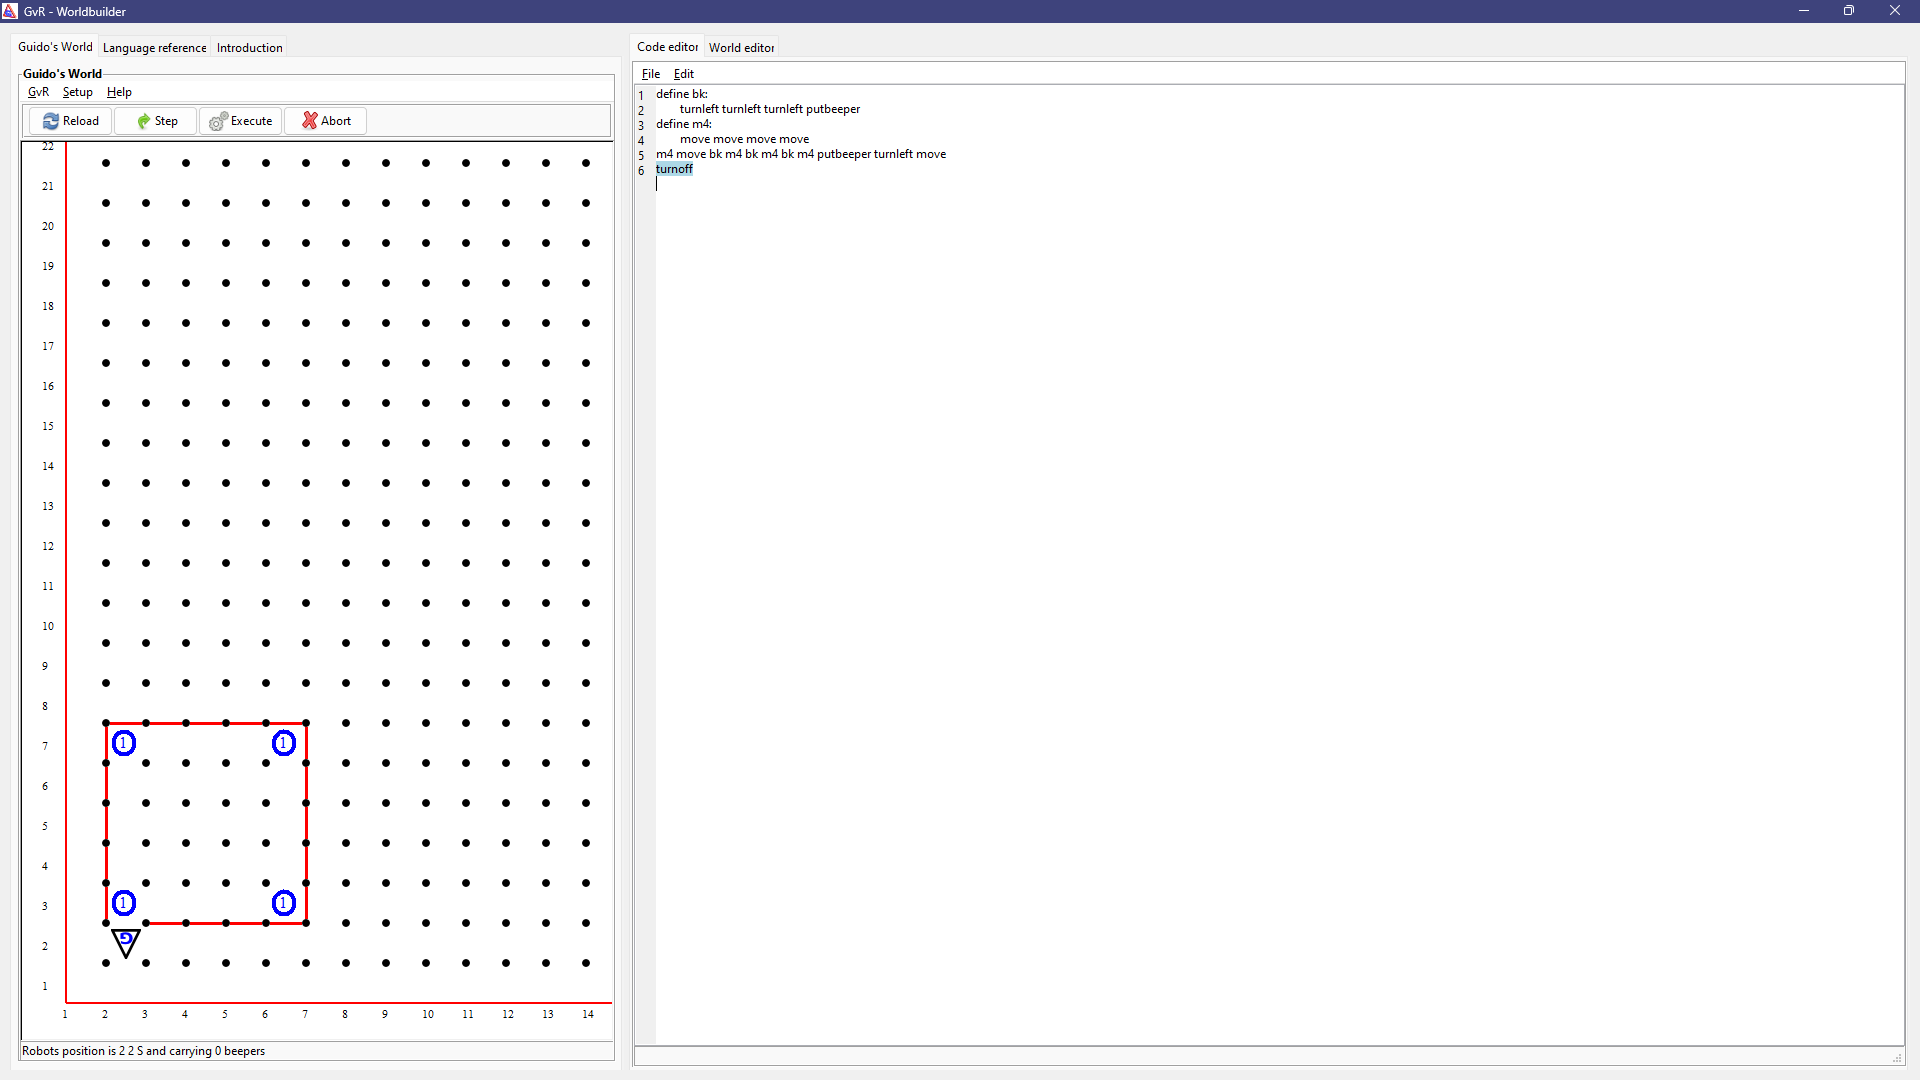 GvR - Worldbuilder
Guido's World Language reference Introduction
Guido's World
GvR Setup Help
Reload Step Execute Abort
22
21
20
19
18
17
16
15
14
13
12
11
10
9
8
7
6
5
4
3
2
1
1 1
1 1
G
1 2 3 4 5 6 7 8 9 10 11 12 13 14
Robots position is 2 2 S and carrying 0 beepers
Code editor World editor
File Edit
1 define bk:
2 turnleft turnleft turnleft putbeeper
3 define m4:
4 move move move move
5 m4 move bk m4 bk m4 bk m4 putbeeper turnleft move
6 turnoff